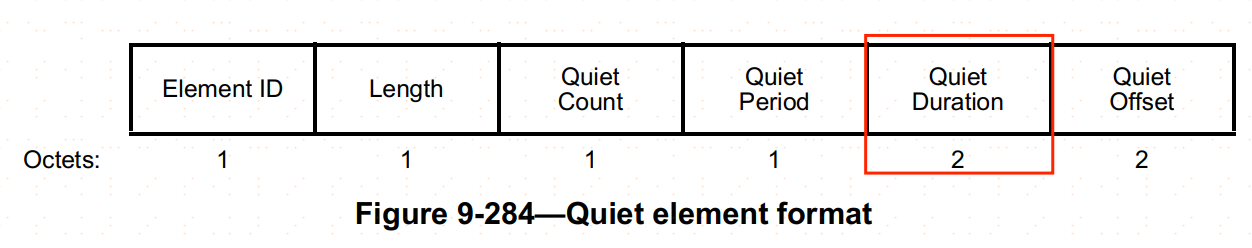 Element ID Length Quiet Count Quiet Period Quiet Duration Quiet Offset
Octets: 1 1 1 1 2 2
Figure 9-284—Quiet element format